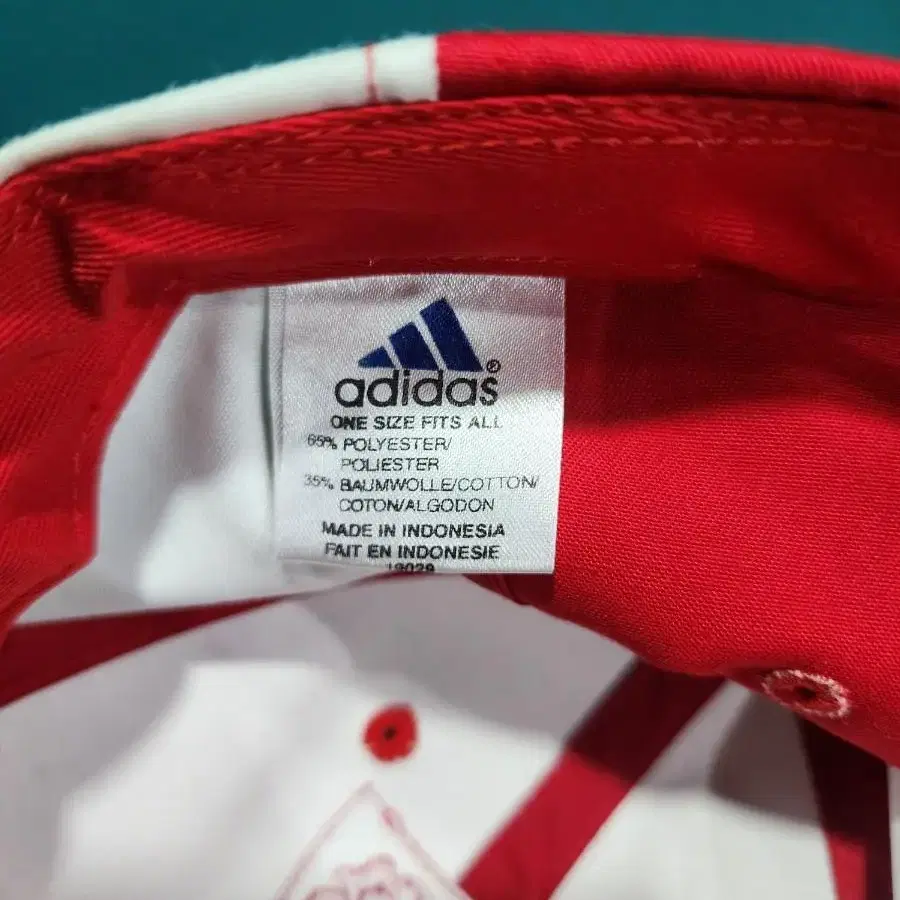 adidas®
ONE SIZE FITS ALL
65% POLYESTER/
POLIESTER
35% BAUMWOLLE/COTTON/
COTON/ALGODON
MADE IN INDONESIA
FAIT EN INDONESIE